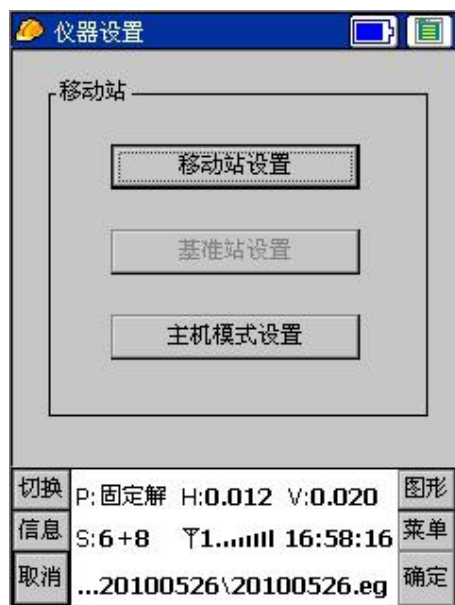 仪器设置
移动站
移动站设置
基准站设置
主机模式设置
切换 P:固定解 H:0.012 V:0.020 图形
信息 S:6+8 1 16:58:16 菜单
取消 ...20100526\20100526.eg 确定